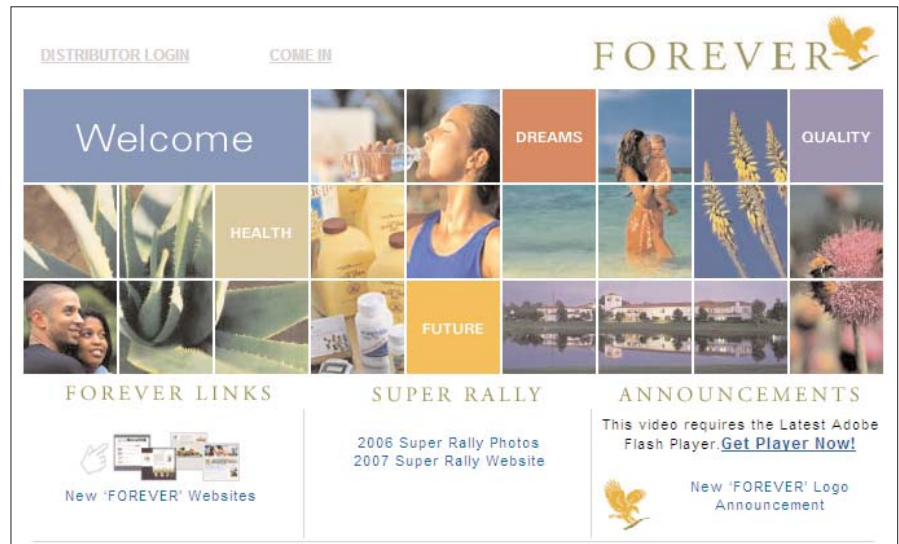 DISTRIBUTOR LOGIN
COME IN
FOREVER
Welcome
DREAMS
QUALITY
HEALTH
FUTURE
FOREVER LINKS
New ‘FOREVER’ Websites
SUPER RALLY
2006 Super Rally Photos
2007 Super Rally Website
ANNOUNCEMENTS
This video requires the Latest Adobe
Flash Player.Get Player Now!
New ‘FOREVER’ Logo
Announcement